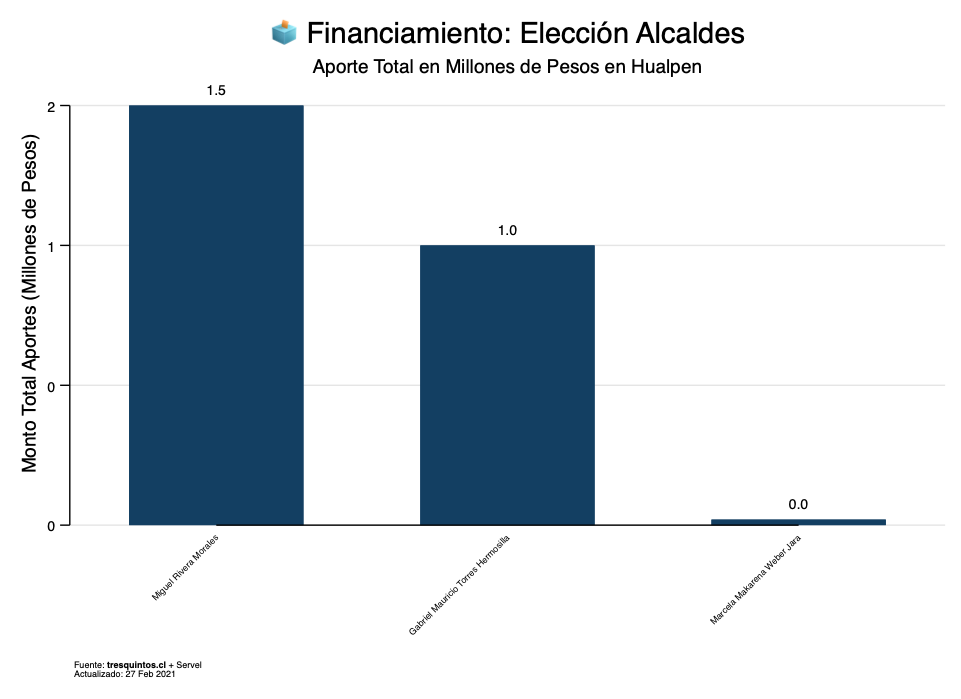 Financiamiento: Elección Alcaldes
Aporte Total en Millones de Pesos en Hualpen
Monto Total Aportes (Millones de Pesos)
2
1
0
0
1.5
1.0
0.0
Miguel Rivera Morales
Gabriel Mauricio Torres Hermosilla
Marcela Makarena Weber Jara
Fuente: tresquintos.cl + Servel
Actualizado: 27 Feb 2021